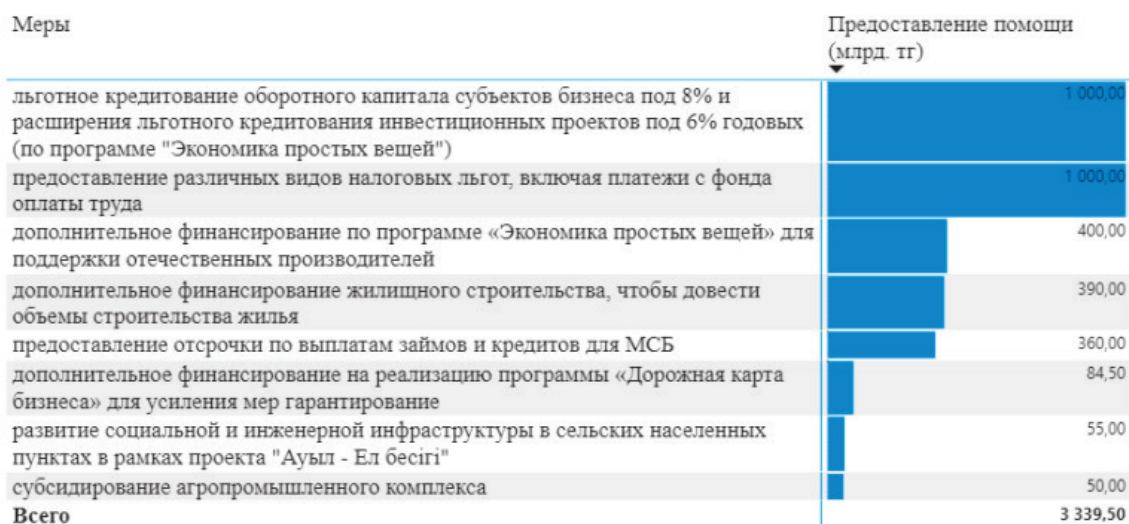 Меры
Предоставление помощи
(млрд. тг)
льготное кредитование оборотного капитала субъектов бизнеса под 8% и
расширения льготного кредитования инвестиционных проектов под 6% годовых
(по программе "Экономика простых вещей")
1 000,00
предоставление различных видов налоговых льгот, включая платежи с фонда
оплаты труда
1 000,00
дополнительное финансирование по программе «Экономика простых вещей» для
поддержки отечественных производителей
400,00
дополнительное финансирование жилищного строительства, чтобы довести
объемы строительства жилья
390,00
предоставление отсрочки по выплатам займов и кредитов для МСБ
360,00
дополнительное финансирование на реализацию программы «Дорожная карта
бизнеса» для усиления мер гарантирование
84,50
развитие социальной и инженерной инфраструктуры в сельских населенных
пунктах в рамках проекта "Ауыл - Ел бесігі"
55,00
субсидирование агропромышленного комплекса
50,00
Всего
3 339,50